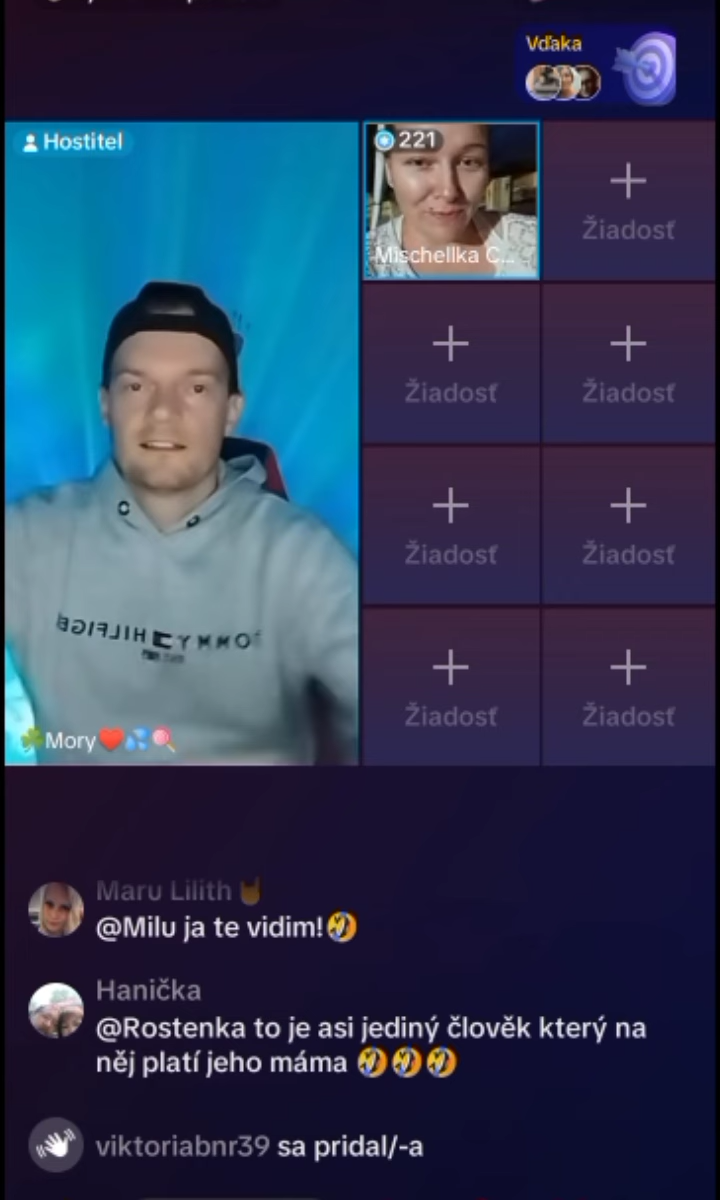 Vďaka
Hostitel
221
Mischellka C...
Žiadosť
Žiadosť
Žiadosť
Žiadosť
Žiadosť
Žiadosť
Žiadosť
TOMMY HILFIGE
🍀Mory❤️💦🍭
Maru Lilith🤘
@Milu ja te vidim!🤣
Hanička
@Rostenka to je asi jediný člověk který na
něj platí jeho máma 🤣🤣🤣
viktoriabnr39 sa pridal/-a